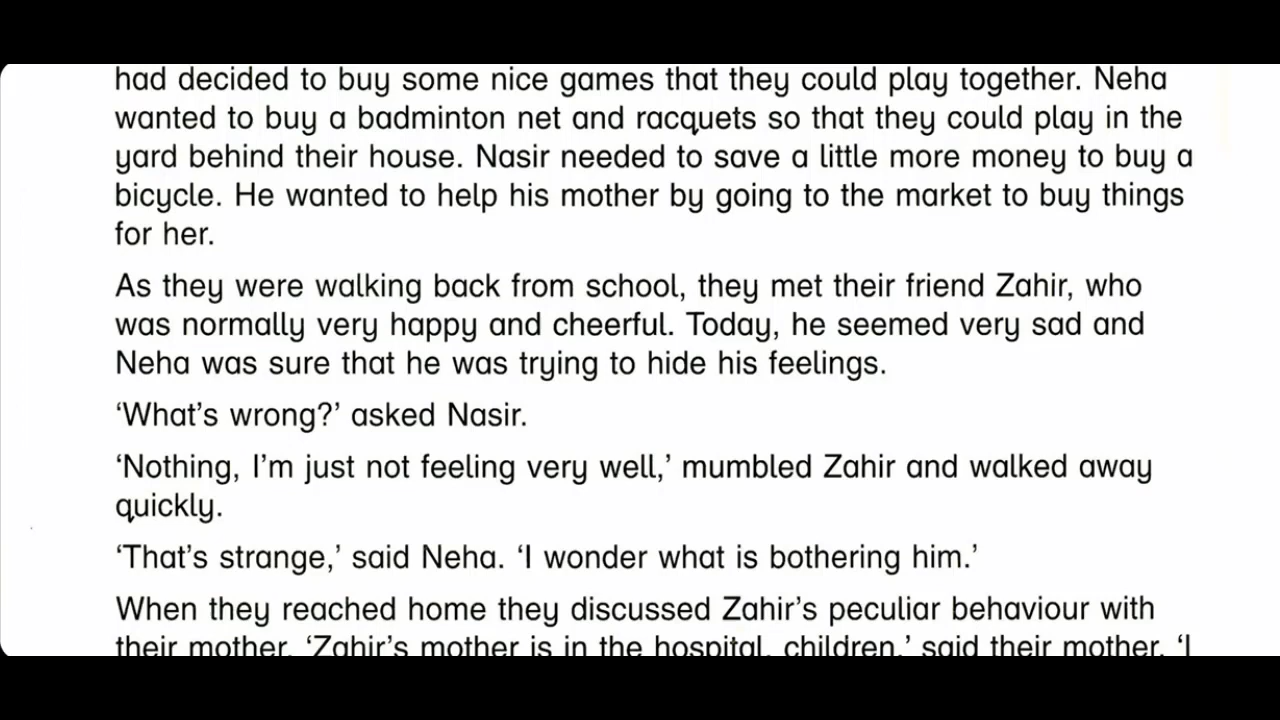 had decided to buy some nice games that they could play together. Neha
wanted to buy a badminton net and racquets so that they could play in the
yard behind their house. Nasir needed to save a little more money to buy a
bicycle. He wanted to help his mother by going to the market to buy things
for her.
As they were walking back from school, they met their friend Zahir, who
was normally very happy and cheerful. Today, he seemed very sad and
Neha was sure that he was trying to hide his feelings.
‘What’s wrong?’ asked Nasir.
‘Nothing, I’m just not feeling very well,’ mumbled Zahir and walked away
quickly.
‘That’s strange,’ said Neha. ‘I wonder what is bothering him.’
When they reached home they discussed Zahir’s peculiar behaviour with
their mother. ‘Zahir’s mother is in the hospital, children,’ said their mother. ‘I